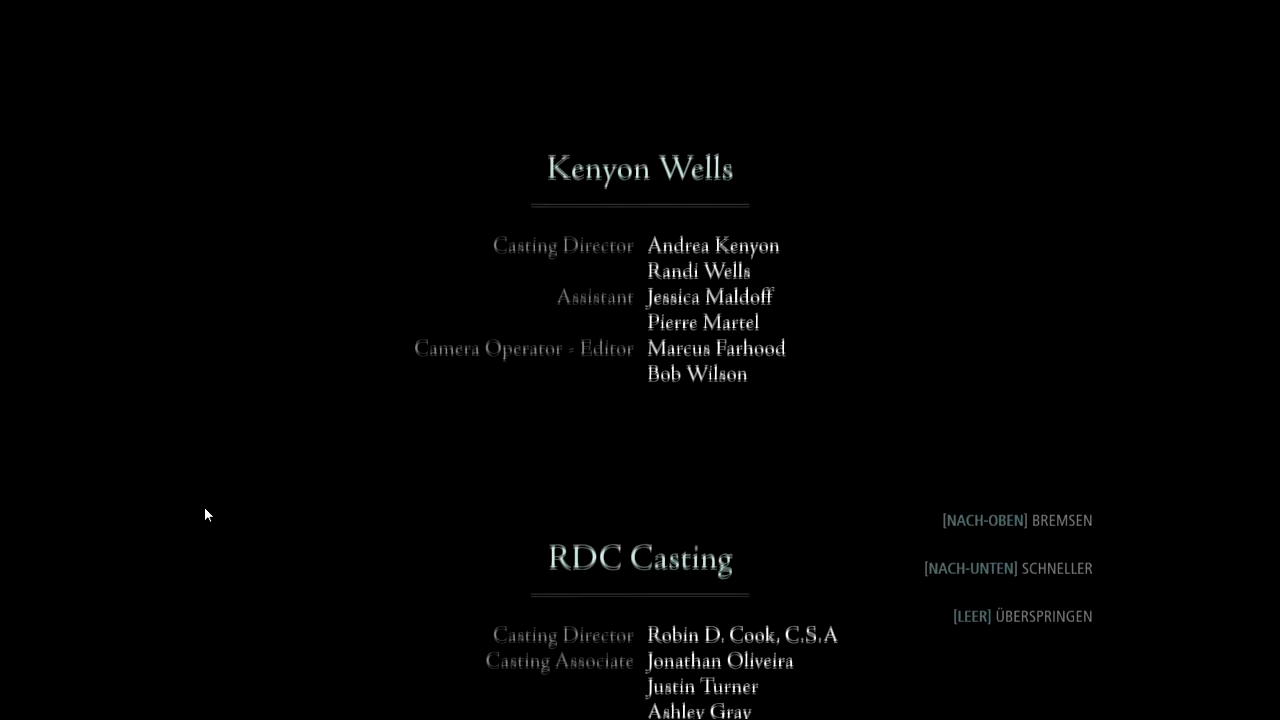 Kenyon Wells
Casting Director Andrea Kenyon
Randi Wells
Assistant Jessica Maldoff
Pierre Martel
Camera Operator - Editor Marcus Farhood
Bob Wilson
[NACH-OBEN] BREMSEN
RDC Casting
[NACH-UNTEN] SCHNELLER
[LEER] ÜBERSPRINGEN
Casting Director Robin D. Cook, C.S.A
Casting Associate Jonathan Oliveira
Justin Turner
Ashley Gray